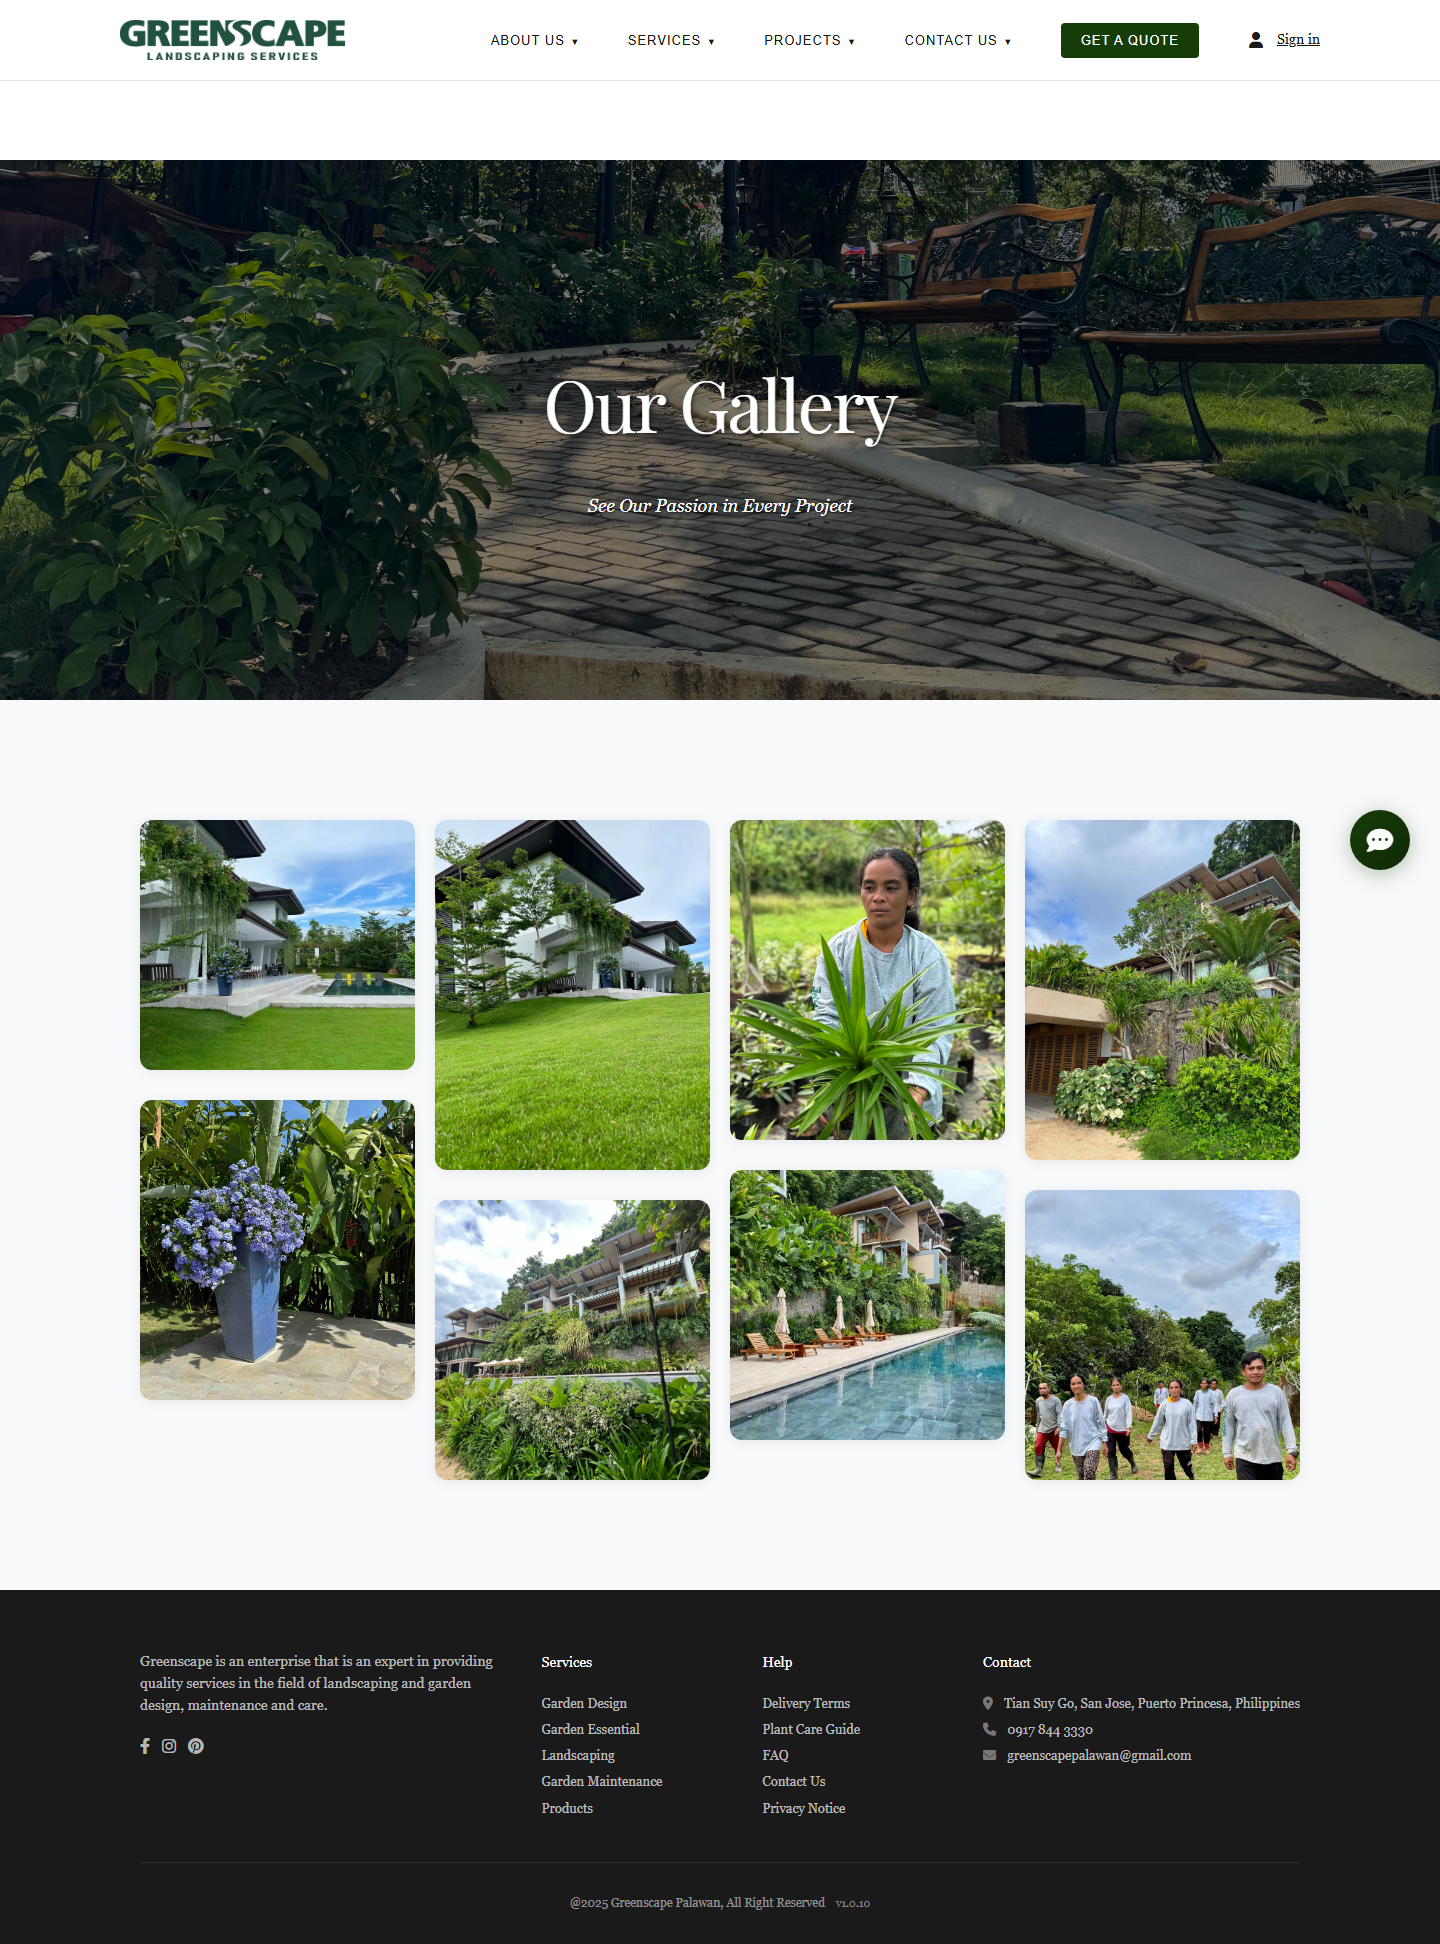 GREENSCAPE
LANDSCAPING SERVICES
ABOUT US ▾
SERVICES ▾
PROJECTS ▾
CONTACT US ▾
GET A QUOTE
Sign in
Our Gallery
See Our Passion in Every Project
Greenscape is an enterprise that is an expert in providing
quality services in the field of landscaping and garden
design, maintenance and care.
Services
Garden Design
Garden Essential
Landscaping
Garden Maintenance
Products
Help
Delivery Terms
Plant Care Guide
FAQ
Contact Us
Privacy Notice
Contact
Tian Suy Go, San Jose, Puerto Princesa, Philippines
0917 844 3330
greenscapepalawan@gmail.com
@2025 Greenscape Palawan, All Right Reserved v1.0.10